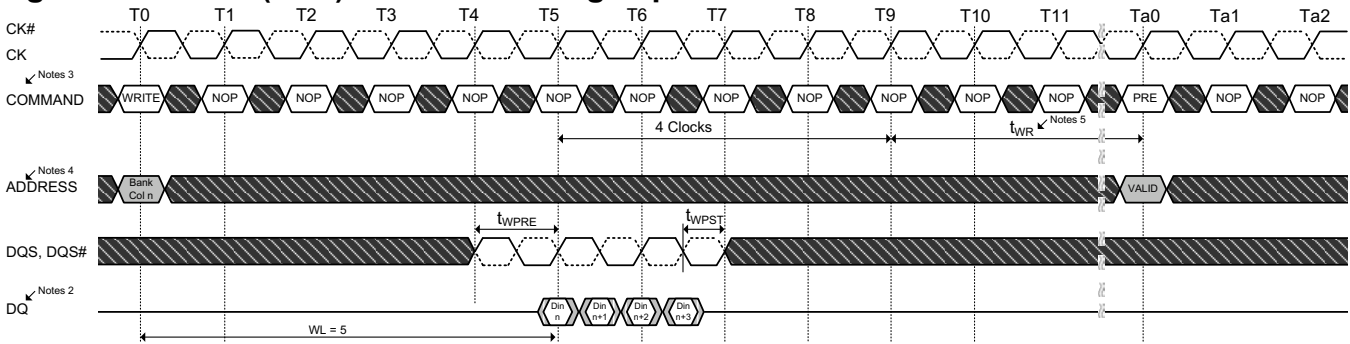 T0 T1 T2 T3 T4 T5 T6 T7 T8 T9 T10 T11 Ta0 Ta1 Ta2
CK#
CK
Notes 3
COMMAND WRITE NOP NOP NOP NOP NOP NOP NOP NOP NOP NOP NOP PRE NOP NOP
4 Clocks tWR Notes 5
Notes 4
ADDRESS Bank Col n VALID
tWPRE tWPST
DQS, DQS#
Notes 2
DQ Din n Din n+1 Din n+2 Din n+3
WL = 5